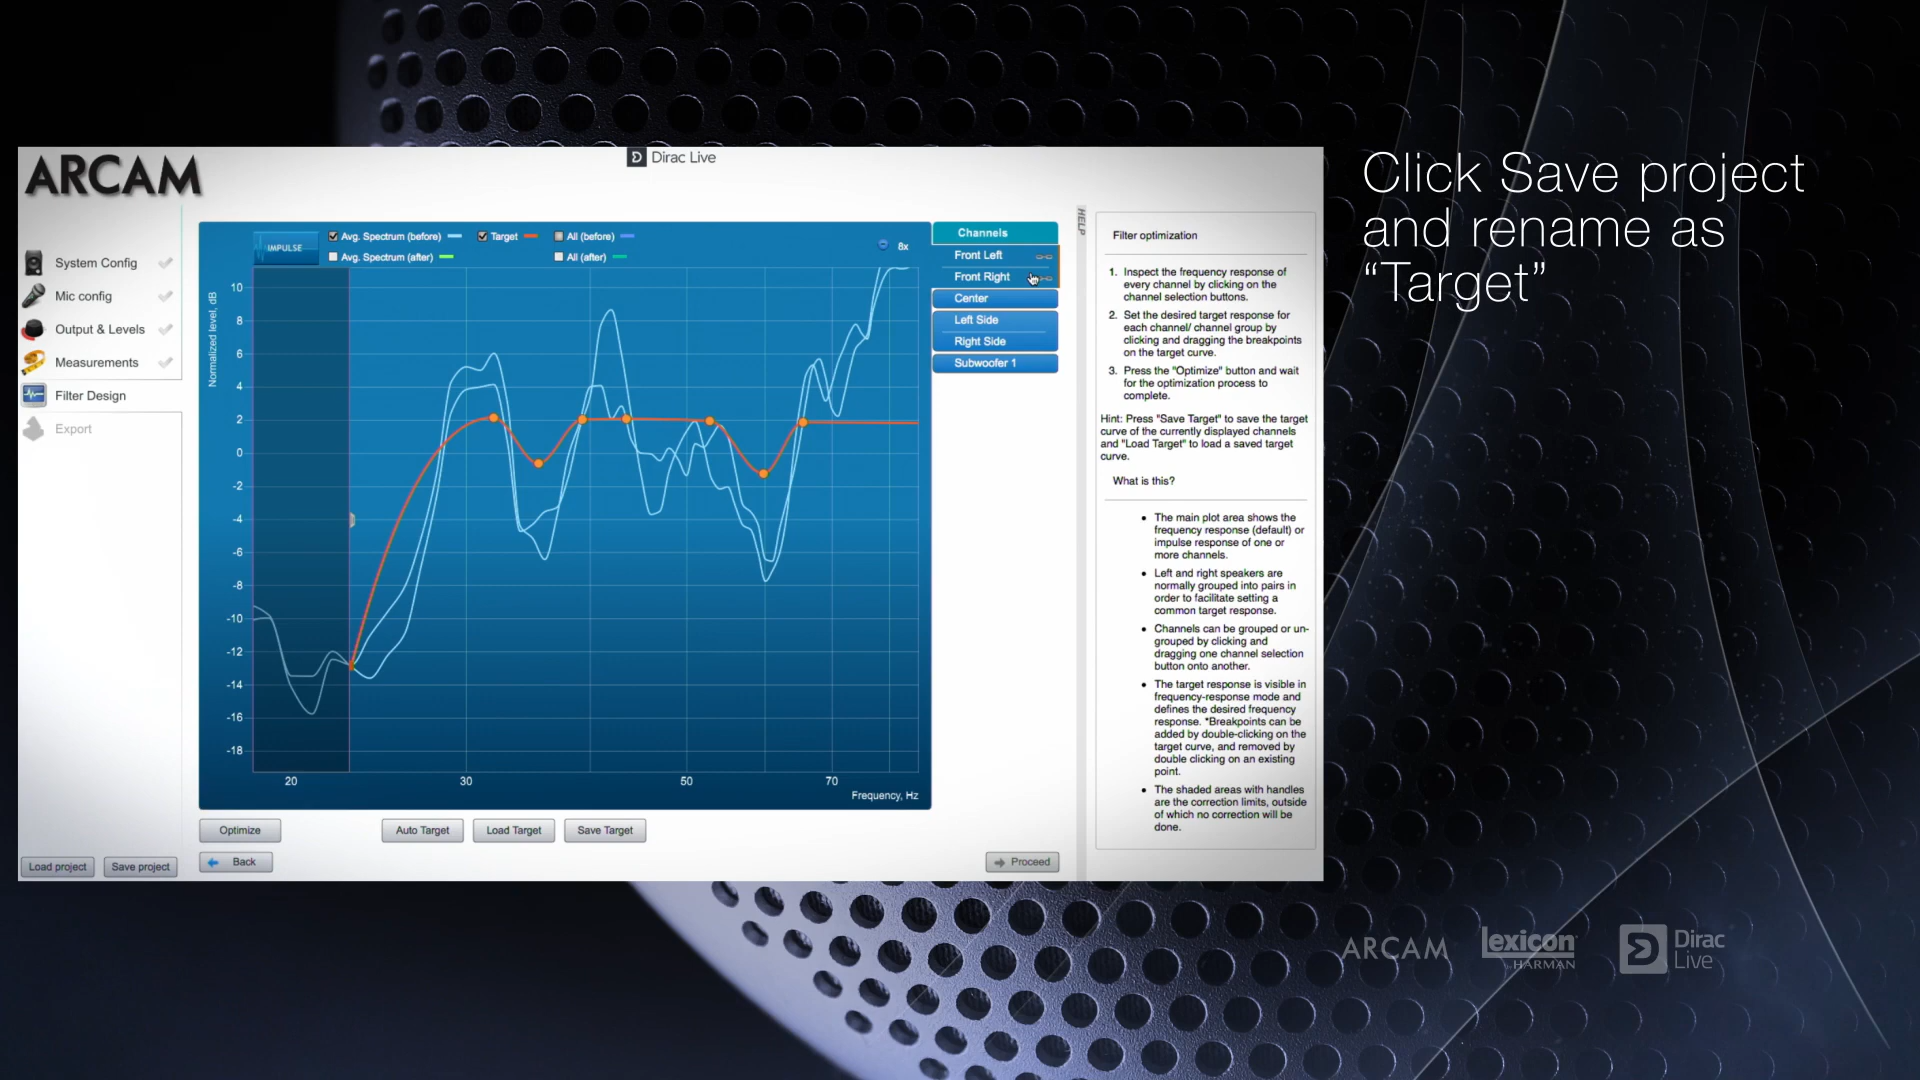 Click Save project
and rename as
“Target”
ARCAM
Dirac Live
System Config
Mic config
Output & Levels
Measurements
Filter Design
Export
Load project
Save project
IMPULSE
Avg. Spectrum (before)
Target
All (before)
Avg. Spectrum (after)
All (after)
8x
Normalized level, dB
10
8
6
4
2
0
-2
-4
-6
-8
-10
-12
-14
-16
-18
20
30
50
70
Frequency, Hz
Optimize
Auto Target
Load Target
Save Target
Back
Proceed
Channels
Front Left
Front Right
Center
Left Side
Right Side
Subwoofer 1
HELP
Filter optimization
1. Inspect the frequency response of
every channel by clicking on the
channel selection buttons.
2. Set the desired target response for
each channel/ channel group by
clicking and dragging the breakpoints
on the target curve.
3. Press the "Optimize" button and wait
for the optimization process to
complete.
Hint: Press "Save Target" to save the target
curve of the currently displayed channels
and "Load Target" to load a saved target
curve.
What is this?
• The main plot area shows the
frequency response (default) or
impulse response of one or
more channels.
• Left and right speakers are
normally grouped into pairs in
order to facilitate setting a
common target response.
• Channels can be grouped or un-
grouped by clicking and
dragging one channel selection
button onto another.
• The target response is visible in
frequency-response mode and
defines the desired frequency
response. *Breakpoints can be
added by double-clicking on the
target curve, and removed by
double clicking on an existing
point.
• The shaded areas with handles
are the correction limits, outside
of which no correction will be
done.
ARCAM
lexicon
HARMAN
Dirac
Live